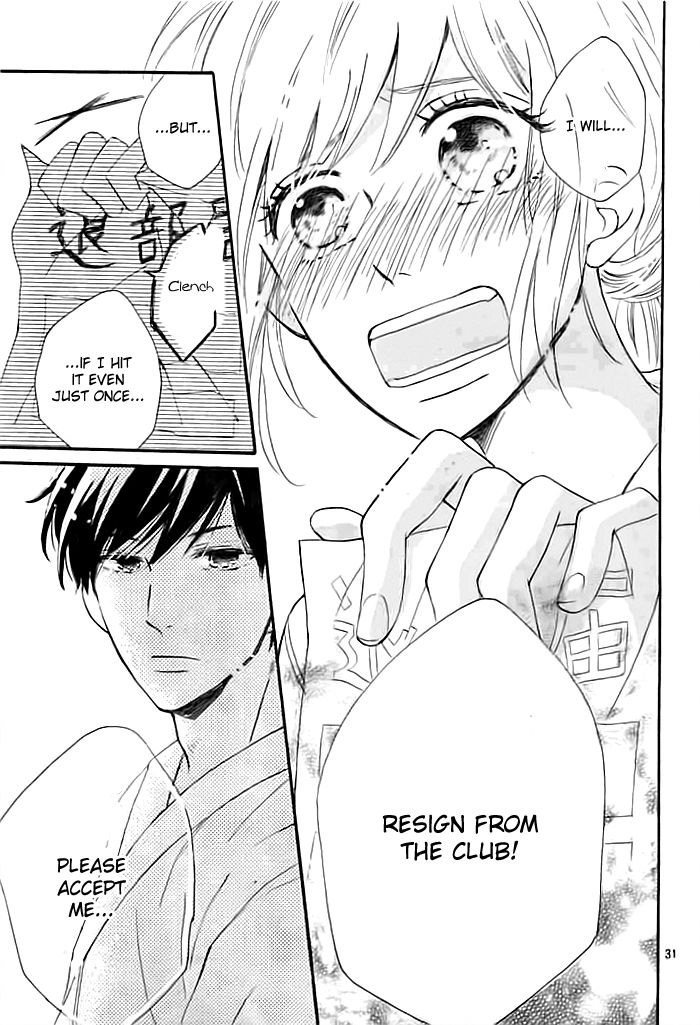 I WILL...
RESIGN FROM
THE CLUB!
...BUT...
退部
Clench
...IF I HIT
IT EVEN
JUST ONCE...
PLEASE
ACCEPT
ME...
31